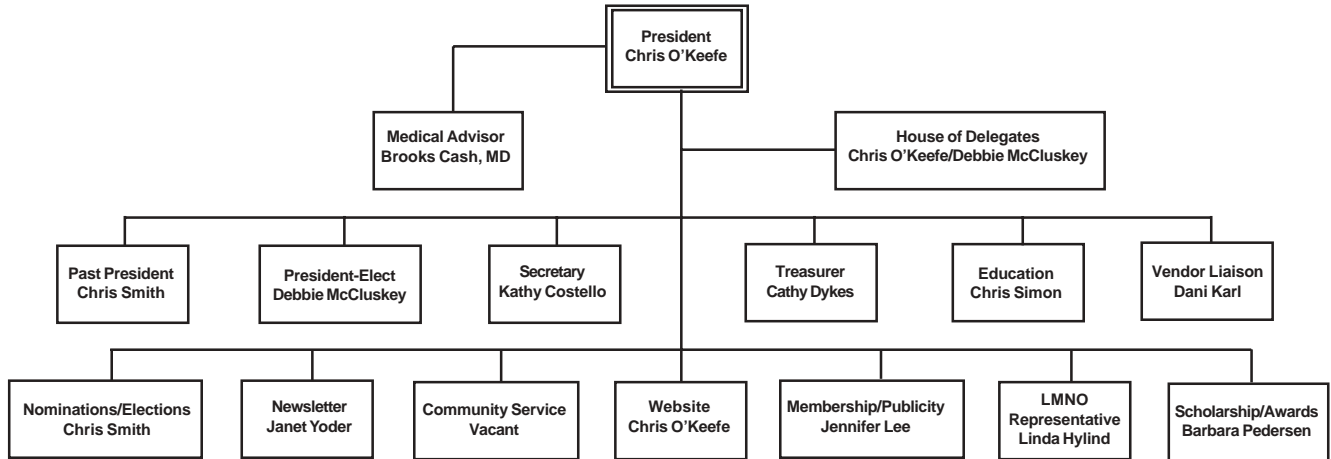 President
Chris O'Keefe
Medical Advisor
Brooks Cash, MD
House of Delegates
Chris O'Keefe/Debbie McCluskey
Past President
Chris Smith
President-Elect
Debbie McCluskey
Secretary
Kathy Costello
Treasurer
Cathy Dykes
Education
Chris Simon
Vendor Liaison
Dani Karl
Nominations/Elections
Chris Smith
Newsletter
Janet Yoder
Community Service
Vacant
Website
Chris O'Keefe
Membership/Publicity
Jennifer Lee
LMNO
Representative
Linda Hylind
Scholarship/Awards
Barbara Pedersen